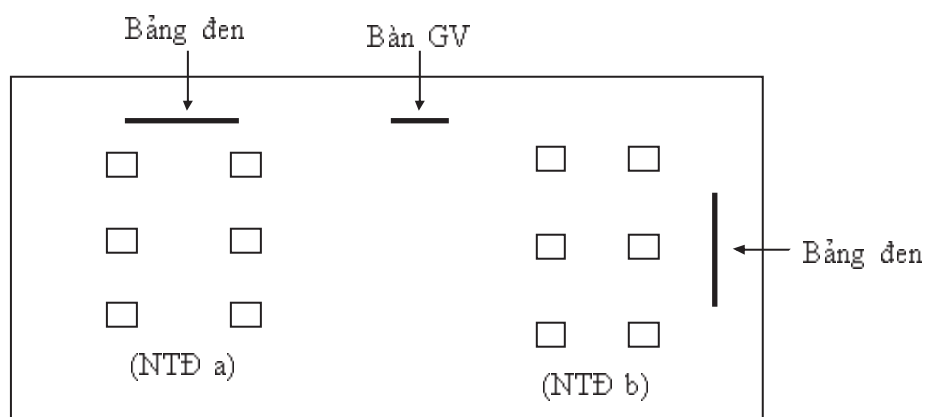 Bảng đen
Bàn GV
Bảng đen
(NTĐ a)
(NTĐ b)